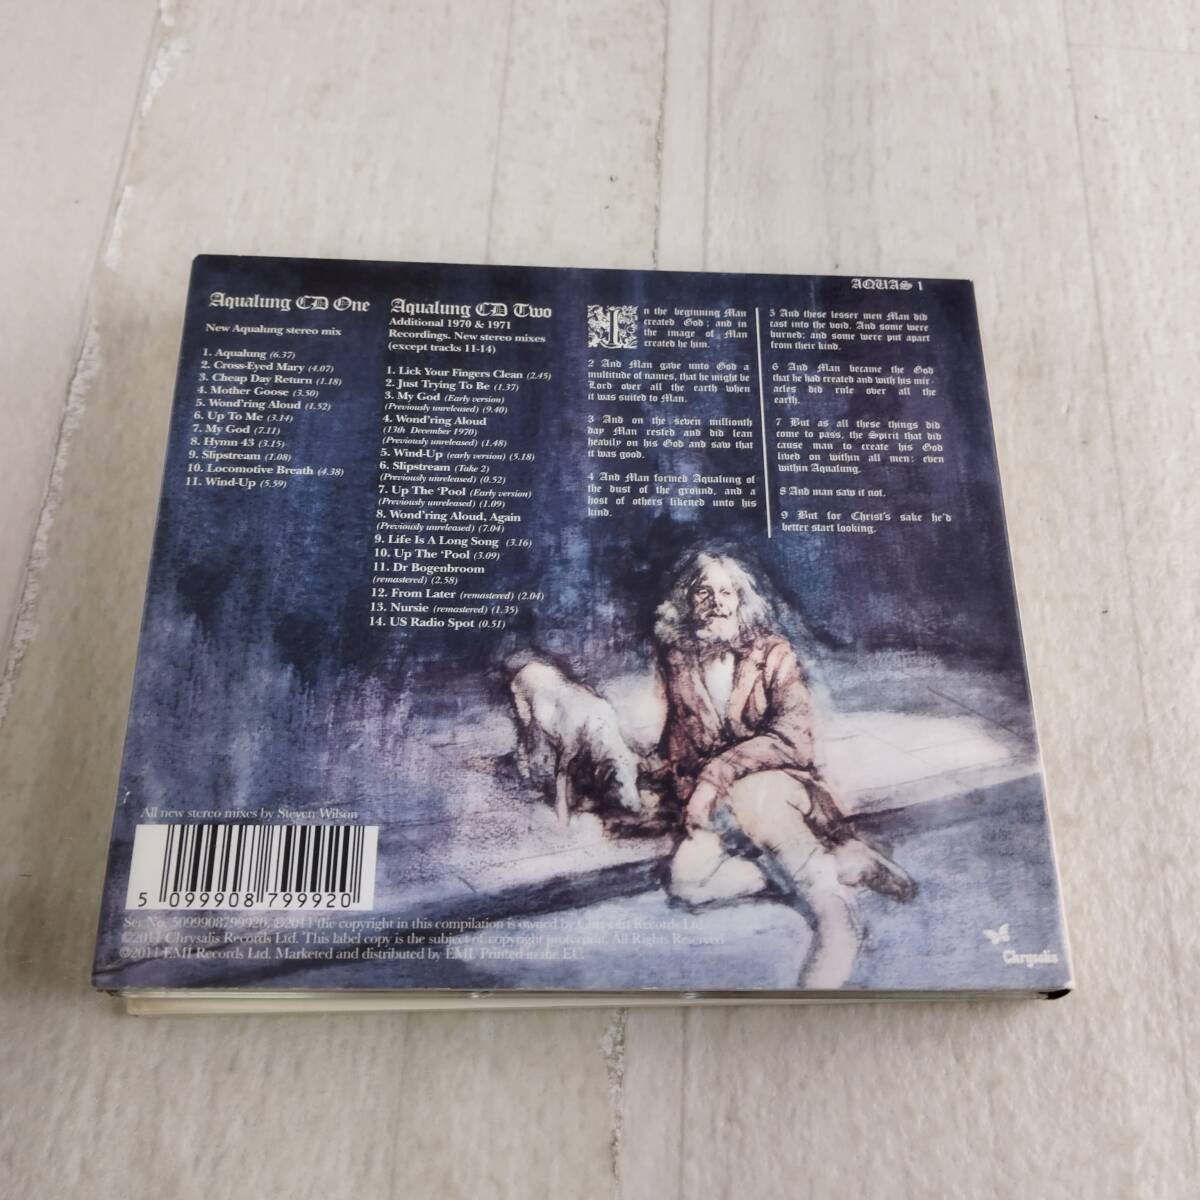 Aqualung CD One
New Aqualung stereo mix
1. Aqualung (6.37)
2. Cross-Eyed Mary (4.07)
3. Cheap Day Return (1.18)
4. Mother Goose (3.50)
5. Wond'ring Aloud (1.52)
6. Up To Me (3.14)
7. My God (7.11)
8. Hymn 43 (3.15)
9. Slipstream (1.08)
10. Locomotive Breath (4.38)
11. Wind-Up (5.59)
Aqualung CD Two
Additional 1970 & 1971
Recordings. New stereo mixes
(except tracks 11-14)
1. Lick Your Fingers Clean (2.45)
2. Just Trying To Be (1.37)
3. My God (Early version)
(Previously unreleased) (9.40)
4. Wond'ring Aloud
(13th December 1970)
(Previously unreleased) (1.48)
5. Wind-Up (early version) (5.18)
6. Slipstream (Take 2)
(Previously unreleased) (0.52)
7. Up The 'Pool (Early version)
(Previously unreleased) (1.09)
8. Wond'ring Aloud, Again
(Previously unreleased) (7.04)
9. Life Is A Long Song (3.16)
10. Up The 'Pool (3.09)
11. Dr Bogenbroom
(remastered) (2.58)
12. From Later (remastered) (2.04)
13. Nursie (remastered) (1.35)
14. US Radio Spot (0.51)
AQUAS 1
In the beginning Man
created God; and in
the image of Man
created he him.
2 And Man gave unto God a
multitude of names, that he might be
Lord over all the earth when
it was suited to Man.
3 And on the seven millionth
day Man rested and did lean
heavily on his God and saw that
it was good.
4 And Man formed Aqualung of
the dust of the ground, and a
host of others likened unto his
kind.
5 And these lesser men Man did
cast into the void. And some were
burned; and some were put apart
from their kind.
6 And Man became the God
that he had created and with his mir-
acles did rule over all the
earth.
7 But as all these things did
come to pass, the Spirit that did
cause man to create his God
lived on within all men: even
within Aqualung.
8 And man saw it not.
9 But for Christ's sake he'd
better start looking.
All new stereo mixes by Steven Wilson
5 099908 799920
Ser No. 5099908799920. ©2011 the copyright in this compilation is owned by Chrysalis Records Ltd.
©2011 Chrysalis Records Ltd. This label copy is the subject of copyright protection. All Rights Reserved
©2011 EMI Records Ltd. Marketed and distributed by EMI. Printed in the EU.
Chrysalis